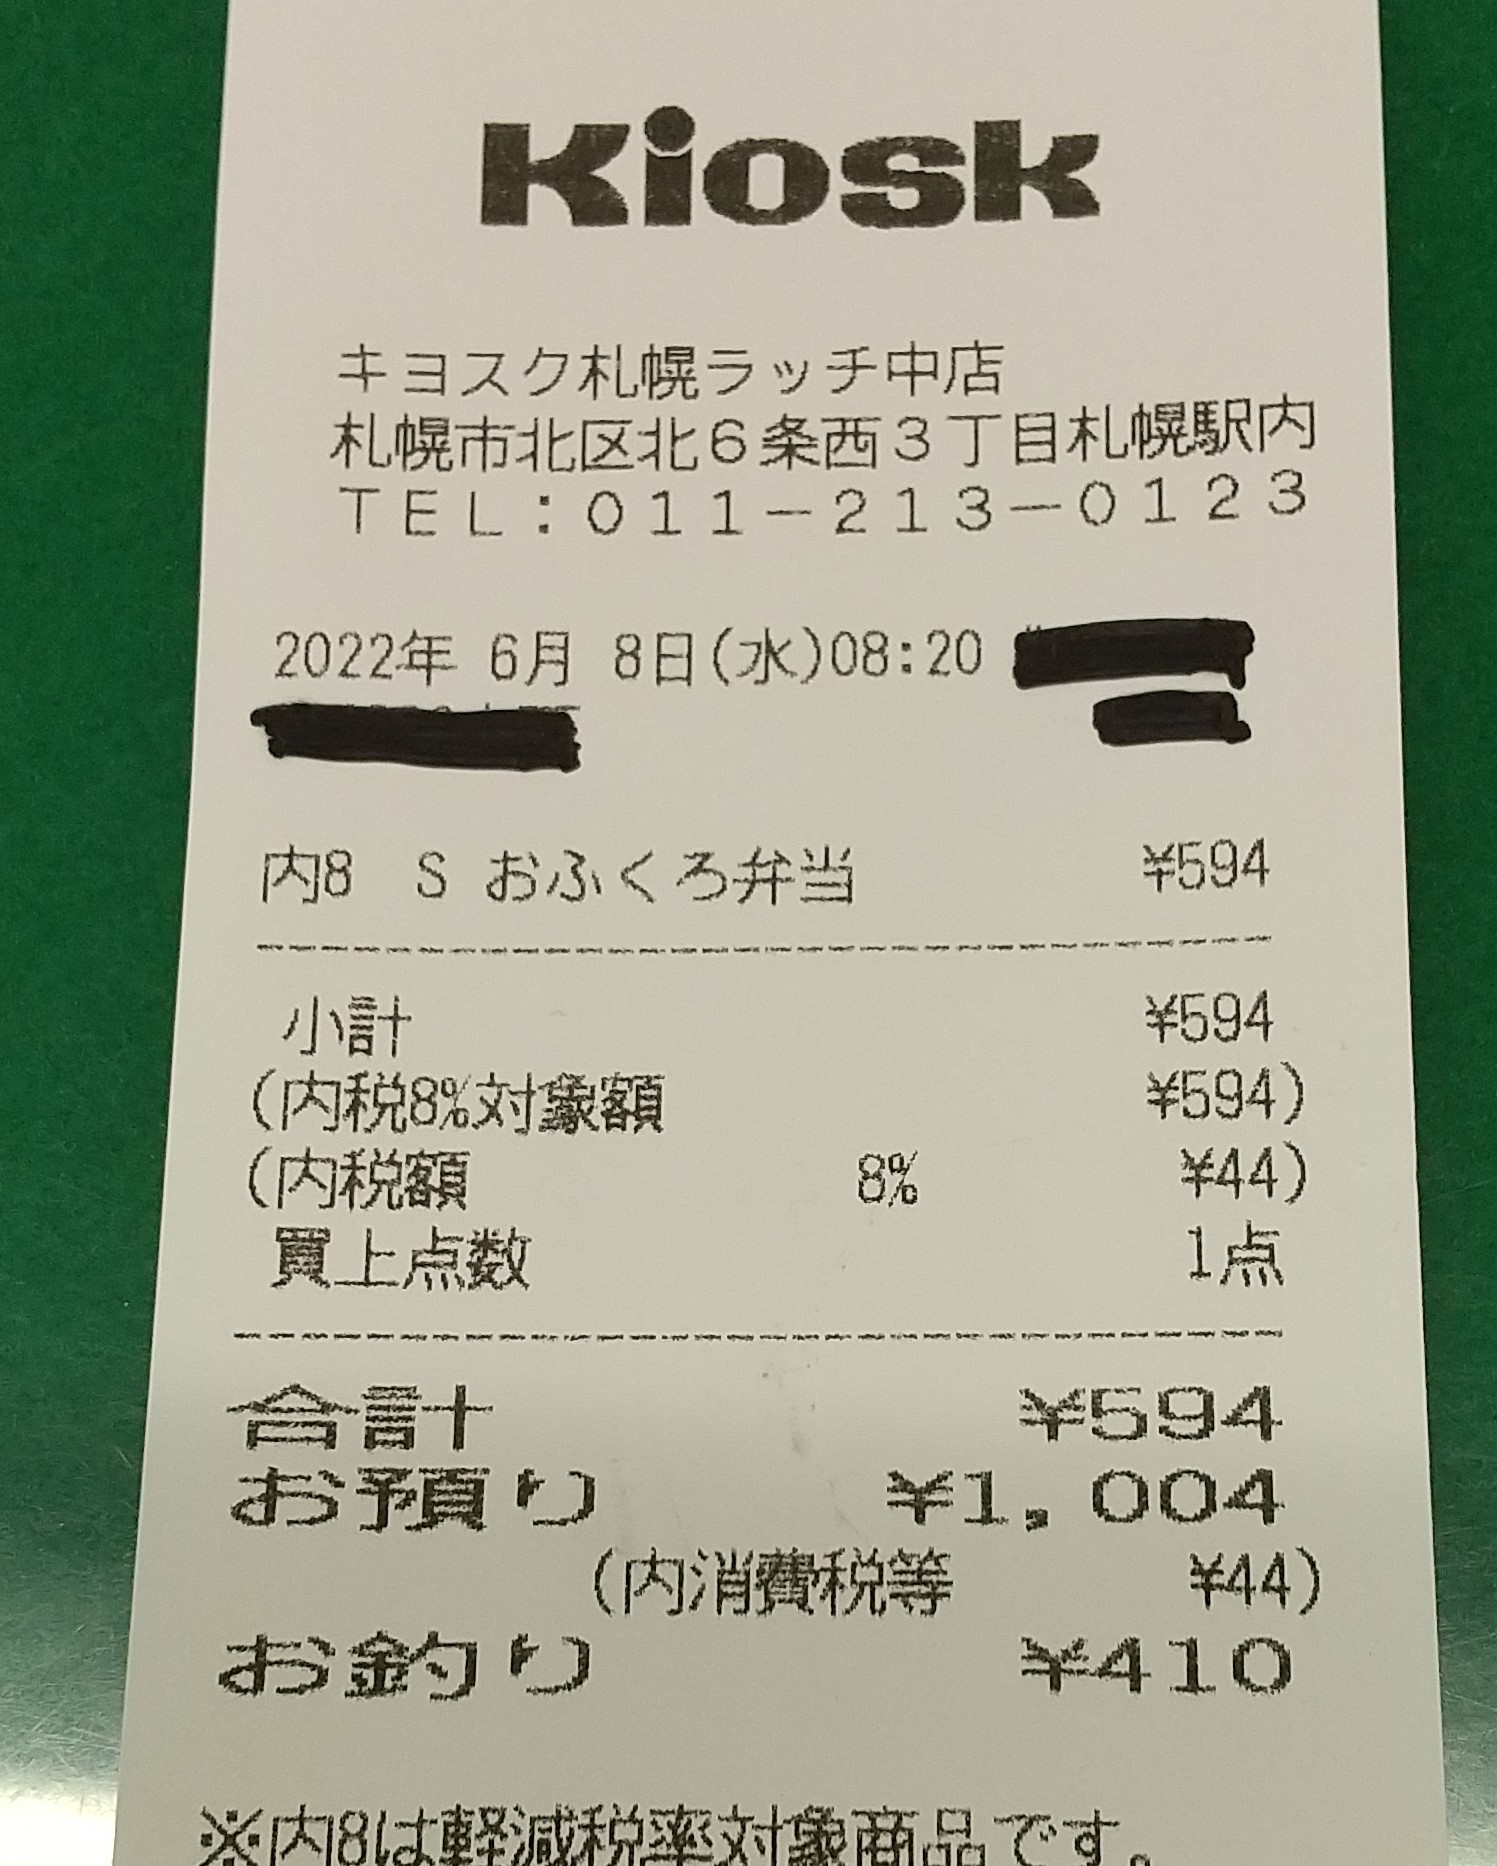 Kiosk
キヨスク札幌ラッチ中店
札幌市北区北6条西3丁目札幌駅内
TEL:011-213-0123
2022年 6月 8日(水)08:20
内8 S おふくろ弁当 ¥594
小計 ¥594
(内税8%対象額 ¥594)
(内税額 8% ¥44)
買上点数 1点
合計 ¥594
お預り ¥1,004
(内消費税等 ¥44)
お釣り ¥410
※内8は軽減税率対象商品です。